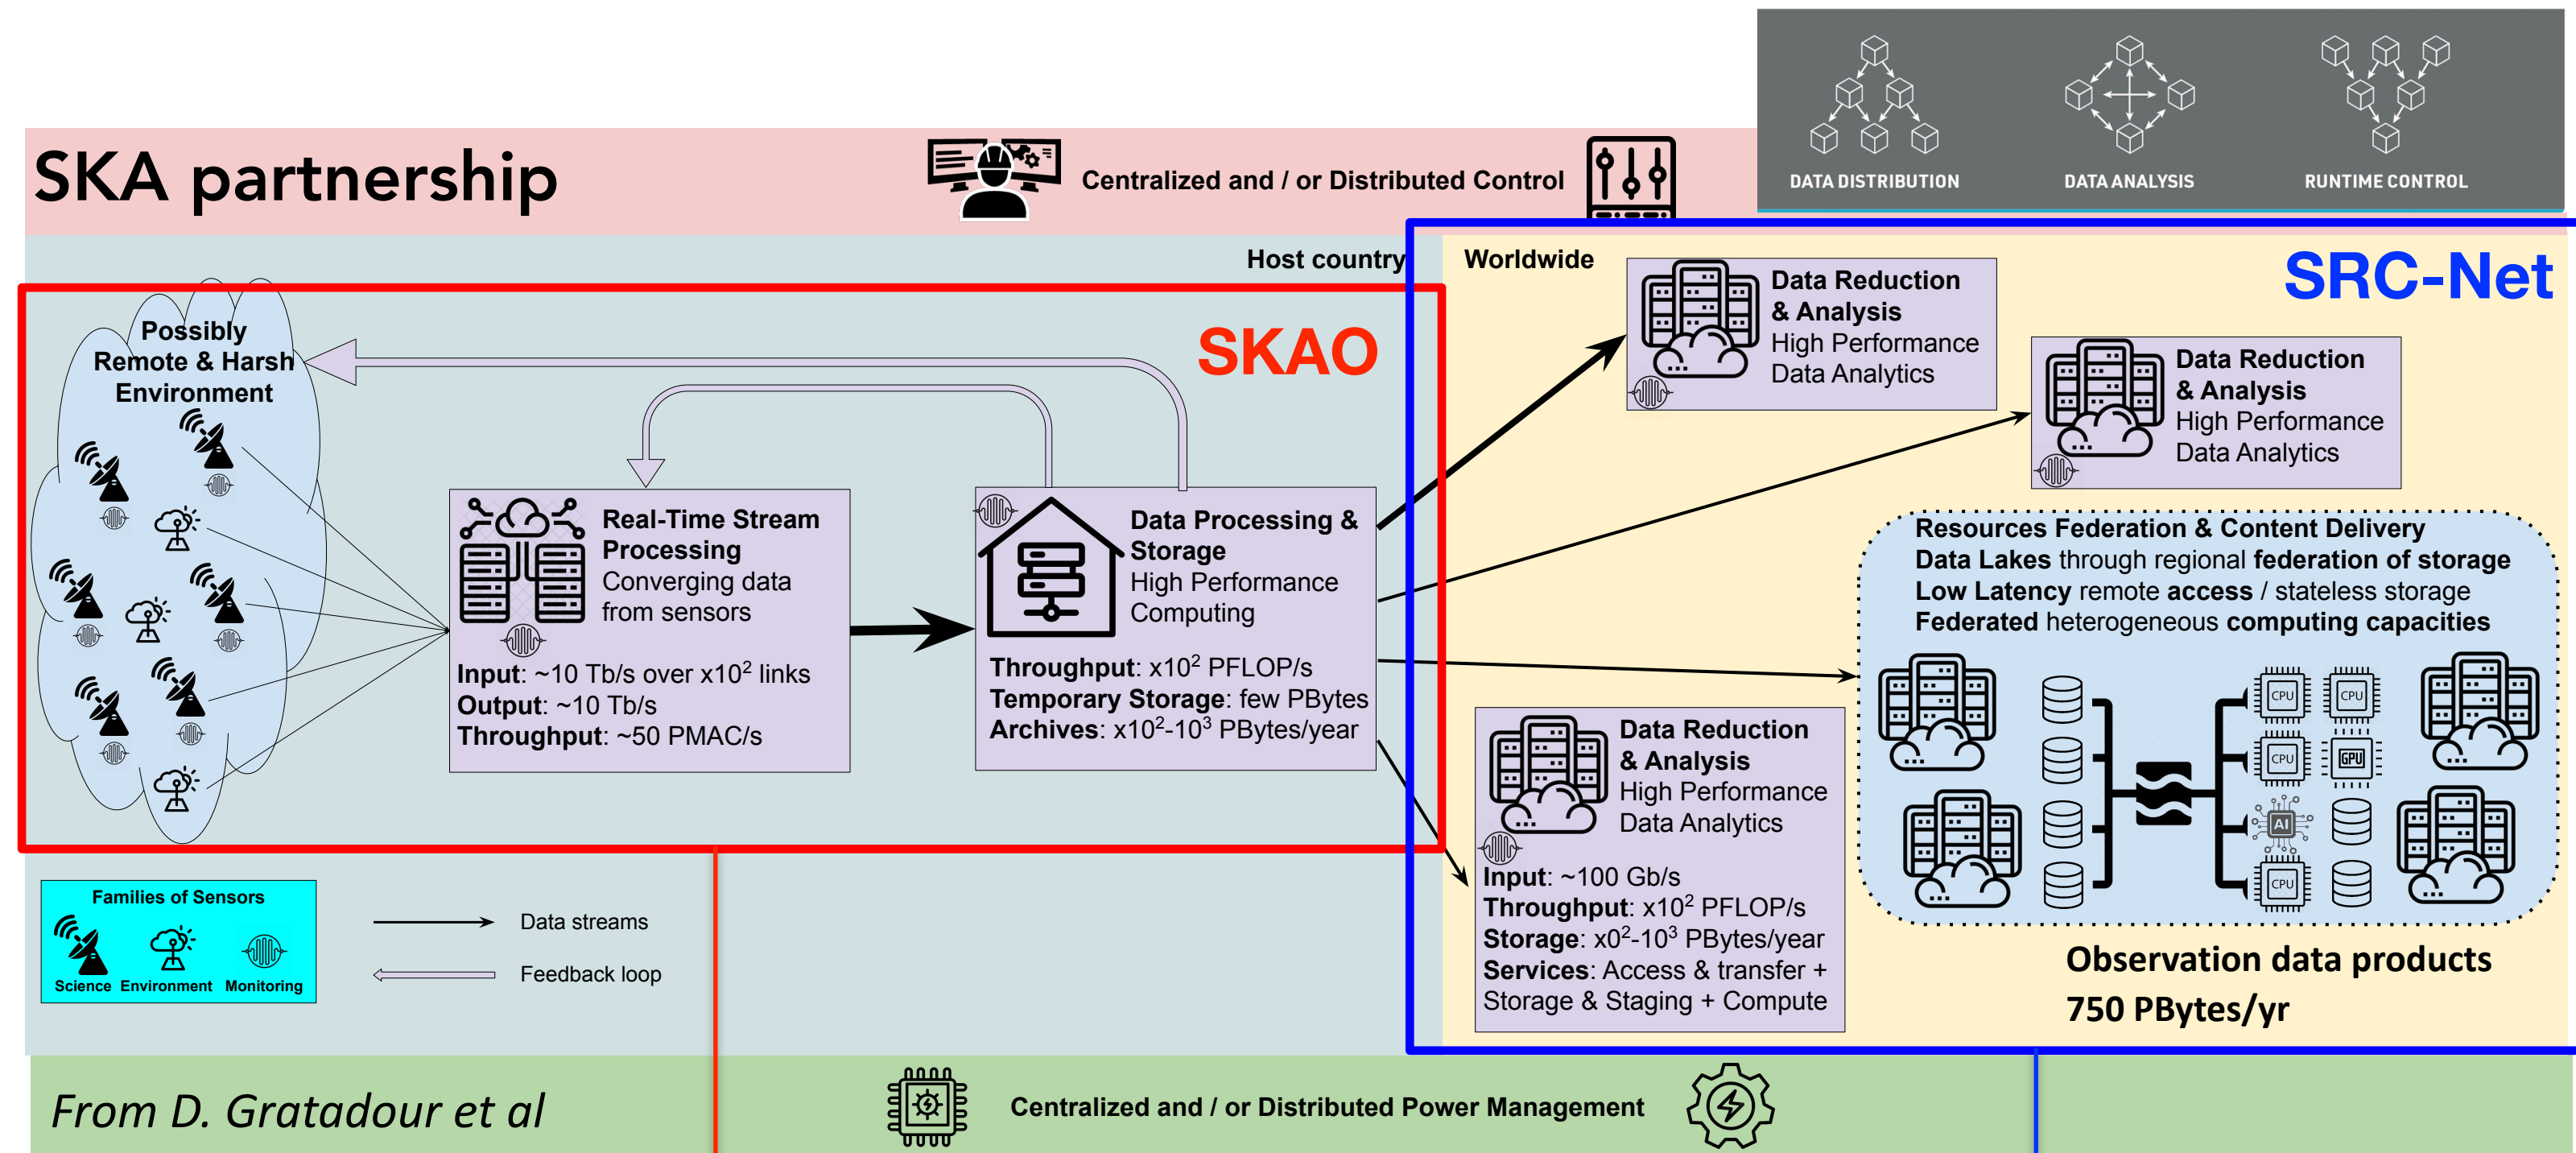 DATA DISTRIBUTION
DATA ANALYSIS
RUNTIME CONTROL
SKA partnership
Centralized and / or Distributed Control
Host country
Worldwide
SRC-Net
SKAO
Possibly
Remote & Harsh
Environment
Real-Time Stream
Processing
Converging data
from sensors
Input: ~10 Tb/s over x10² links
Output: ~10 Tb/s
Throughput: ~50 PMAC/s
Data Processing &
Storage
High Performance
Computing
Throughput: x10² PFLOP/s
Temporary Storage: few PBytes
Archives: x10²-10³ PBytes/year
Data Reduction
& Analysis
High Performance
Data Analytics
Data Reduction
& Analysis
High Performance
Data Analytics
Resources Federation & Content Delivery
Data Lakes through regional federation of storage
Low Latency remote access / stateless storage
Federated heterogeneous computing capacities
CPU
CPU
CPU
GPU
AI
CPU
Data Reduction
& Analysis
High Performance
Data Analytics
Input: ~100 Gb/s
Throughput: x10² PFLOP/s
Storage: x0²-10³ PBytes/year
Services: Access & transfer +
Storage & Staging + Compute
Observation data products
750 PBytes/yr
Families of Sensors
Science Environment Monitoring
Data streams
Feedback loop
From D. Gratadour et al
Centralized and / or Distributed Power Management